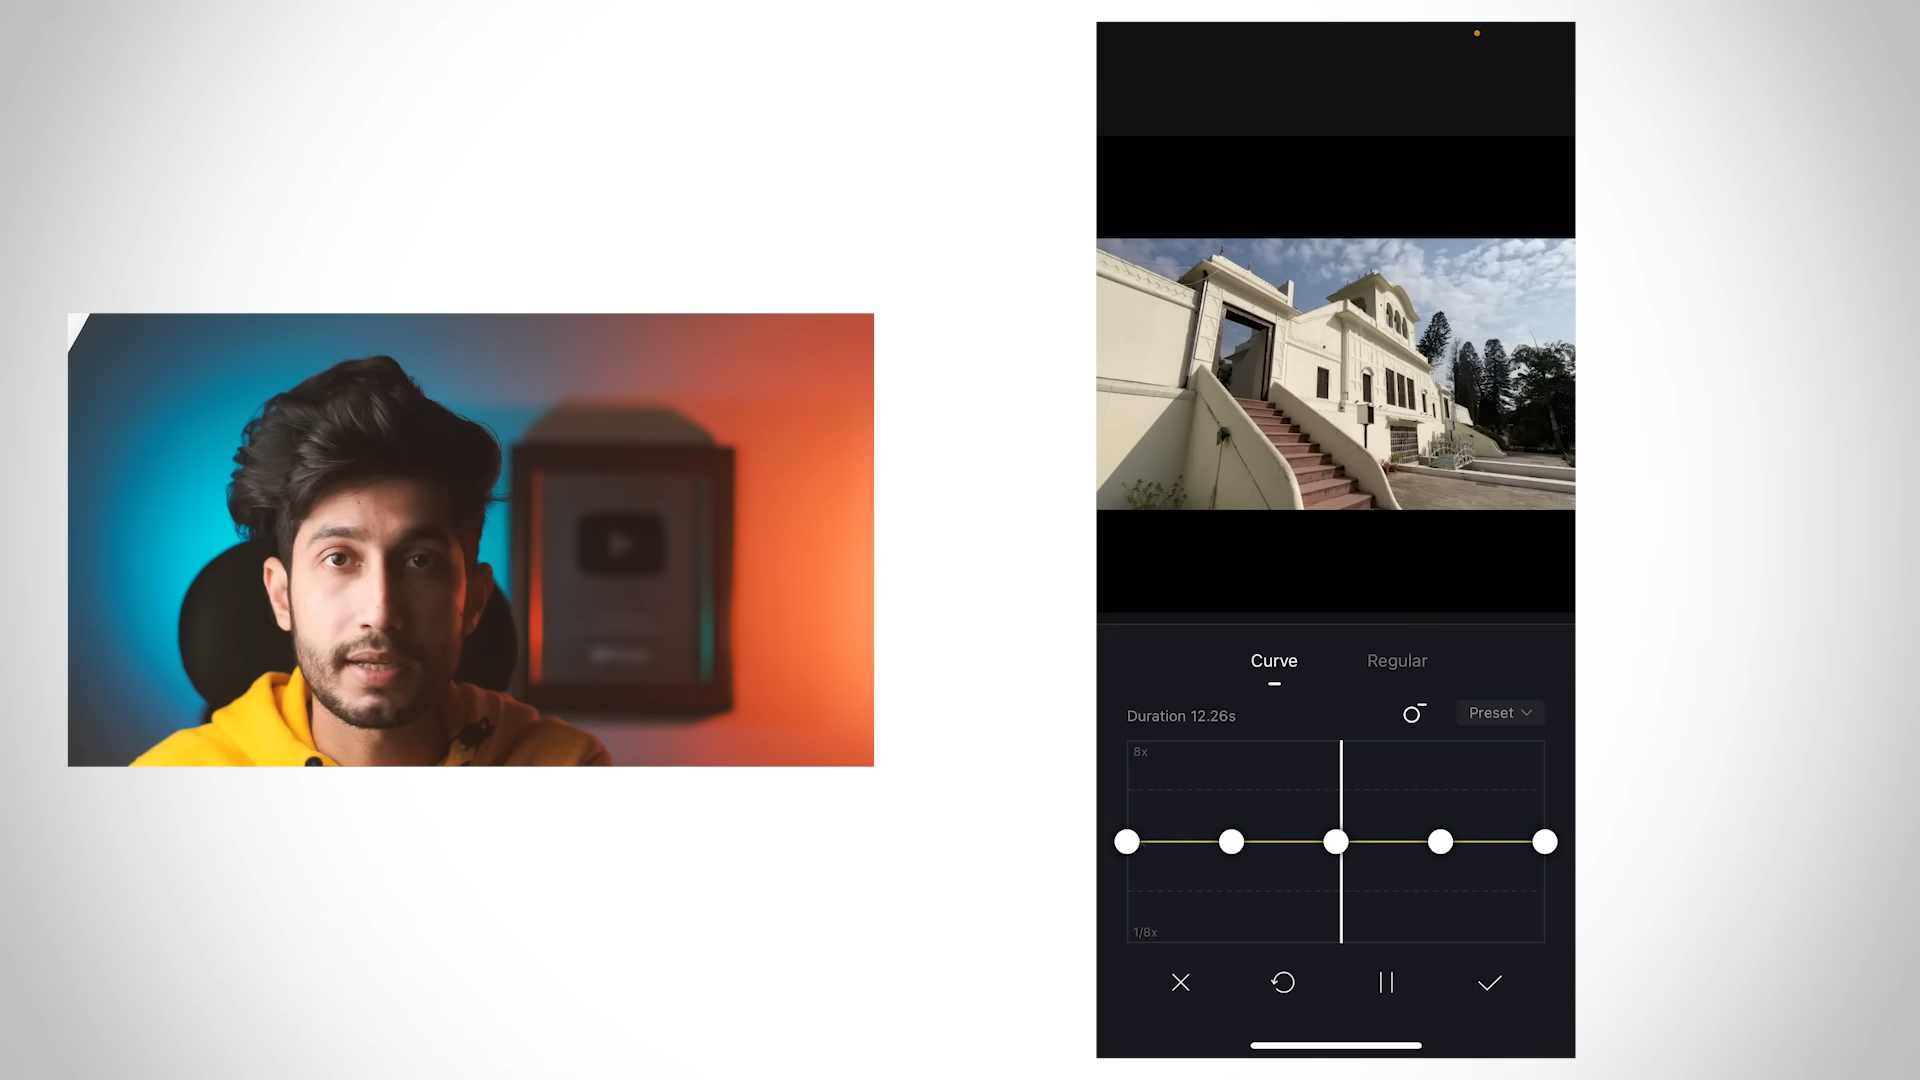 Curve Regular
Duration 12.26s Preset
8x
1/8x